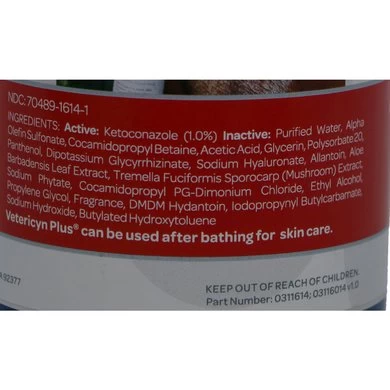 NDC:70489-1614-1
INGREDIENTS: Active: Ketoconazole (1.0%) Inactive: Purified Water, Alpha
Olefin Sulfonate, Cocamidopropyl Betaine, Acetic Acid, Glycerin, Polysorbate 20,
Panthenol, Dipotassium Glycyrrhizinate, Sodium Hyaluronate, Allantoin, Aloe
Barbadensis Leaf Extract, Tremella Fuciformis Sporocarp (Mushroom) Extract,
Sodium Phytate, Cocamidopropyl PG-Dimonium Chloride, Ethyl Alcohol,
Propylene Glycol, Fragrance, DMDM Hydantoin, Iodopropynyl Butylcarbamate,
Sodium Hydroxide, Butylated Hydroxytoluene
Vetericyn Plus® can be used after bathing for skin care.
A 92377
KEEP OUT OF REACH OF CHILDREN.
Part Number: 0311614; 03116014 v1.0